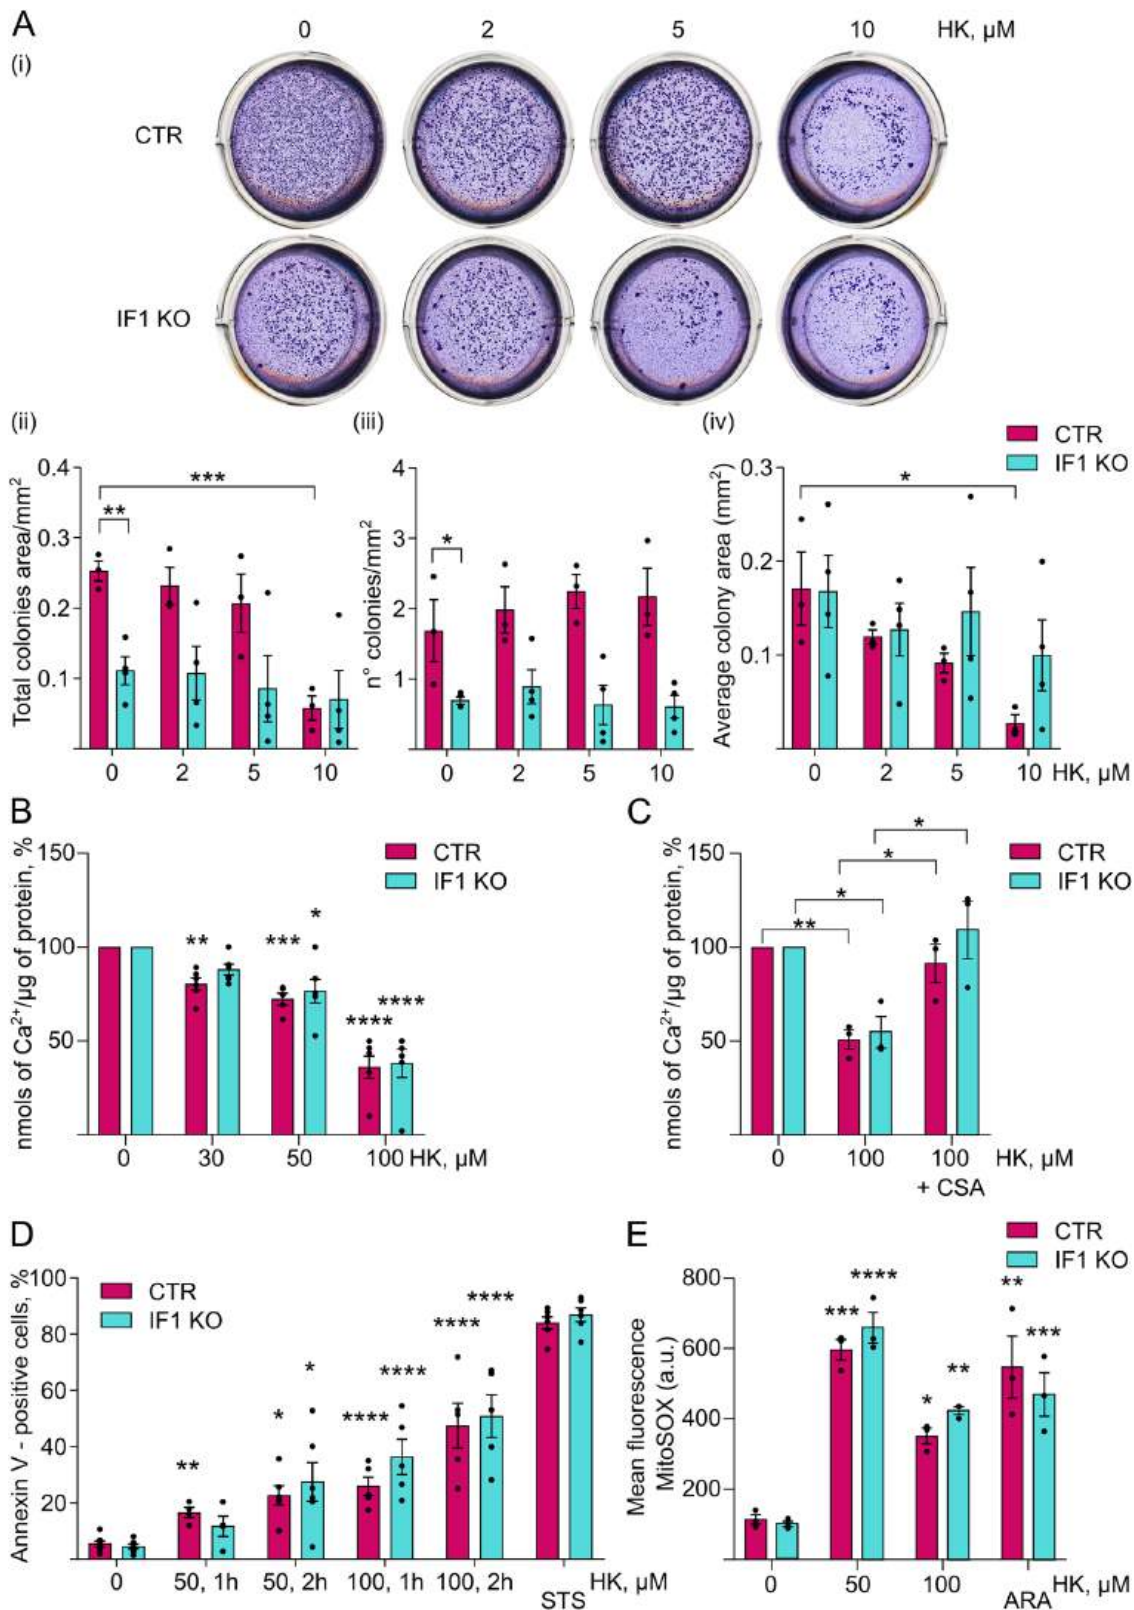 A
0 2 5 10 HK, µM
(i)
CTR
IF1 KO
(ii) (iii) (iv)
CTR
IF1 KO
Total colonies area/mm²
0.4
0.3
0.2
0.1
***
**
0 2 5 10
n° colonies/mm²
4
3
2
1
*
0 2 5 10
Average colony area (mm²)
0.3
0.2
0.1
*
0 2 5 10 HK, µM
B
nmols of Ca²⁺/µg of protein, %
150
100
50
CTR
IF1 KO
** *** * **** ****
0 30 50 100 HK, µM
C
nmols of Ca²⁺/µg of protein, %
150
100
50
CTR
IF1 KO
** * * *
0 100 100 HK, µM
+ CSA
D
Annexin V - positive cells, %
100
80
60
40
20
CTR
IF1 KO
** * * **** **** **** ****
0 50, 1h 50, 2h 100, 1h 100, 2h STS HK, µM
E
Mean fluorescence
MitoSOX (a.u.)
800
600
400
200
CTR
IF1 KO
*** **** * ** ** ***
0 50 100 ARA HK, µM